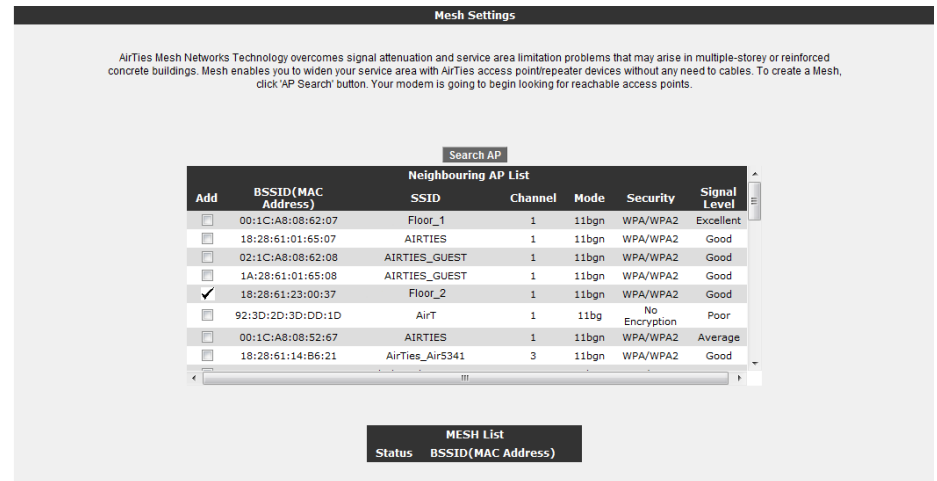 Mesh Settings
AirTies Mesh Networks Technology overcomes signal attenuation and service area limitation problems that may arise in multiple-storey or reinforced
concrete buildings. Mesh enables you to widen your service area with AirTies access point/repeater devices without any need to cables. To create a Mesh,
click 'AP Search' button. Your modem is going to begin looking for reachable access points.
Search AP
Neighbouring AP List
Add BSSID(MAC Address) SSID Channel Mode Security Signal Level
00:1C:A8:08:62:07 Floor_1 1 11bgn WPA/WPA2 Excellent
18:28:61:01:65:07 AIRTIES 1 11bgn WPA/WPA2 Good
02:1C:A8:08:62:08 AIRTIES_GUEST 1 11bgn WPA/WPA2 Good
1A:28:61:01:65:08 AIRTIES_GUEST 1 11bgn WPA/WPA2 Good
18:28:61:23:00:37 Floor_2 1 11bgn WPA/WPA2 Good
92:3D:2D:3D:DD:1D AirT 1 11bg No Encryption Poor
00:1C:A8:08:52:67 AIRTIES 1 11bgn WPA/WPA2 Average
18:28:61:14:B6:21 AirTies_Air5341 3 11bgn WPA/WPA2 Good
MESH List
Status BSSID(MAC Address)